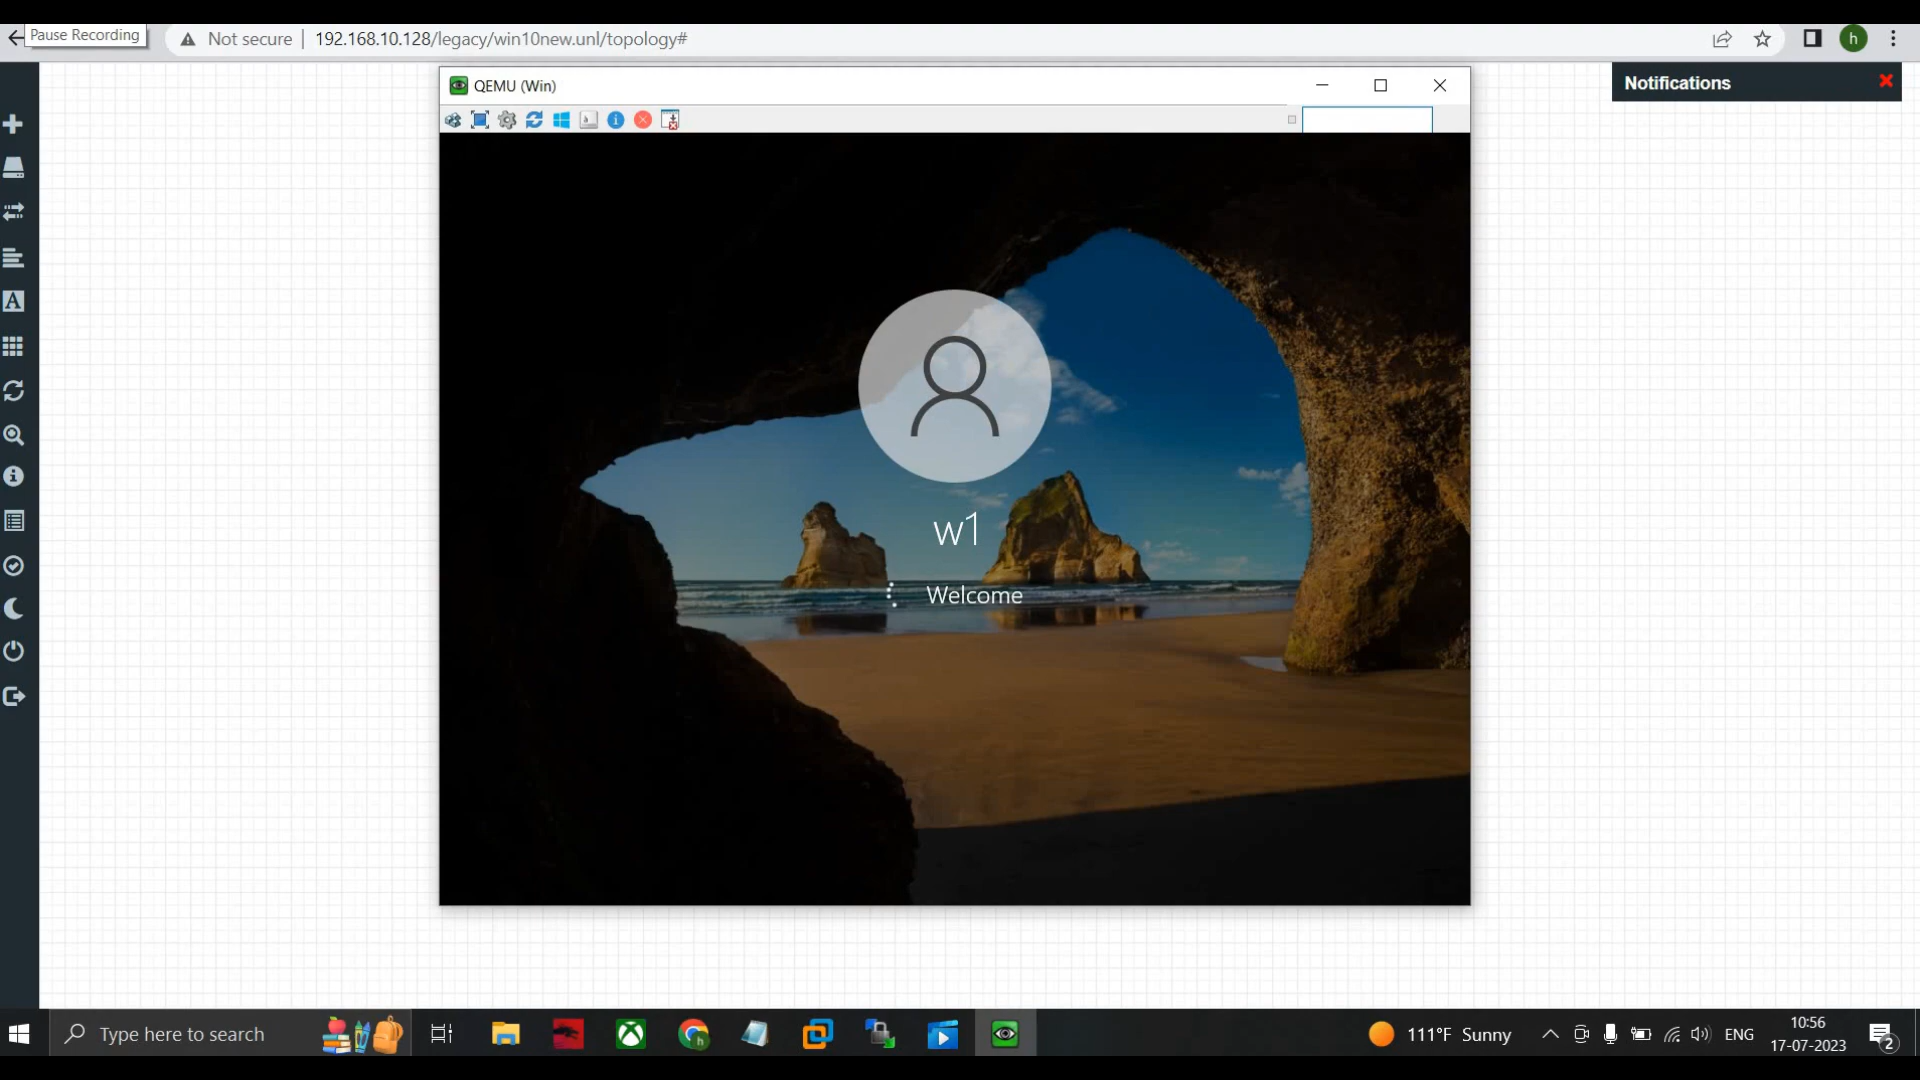 Pause Recording
Not secure
192.168.10.128/legacy/win10new.unl/topology#
h
QEMU (Win)
Notifications
w1
Welcome
Type here to search
h
111°F Sunny
ENG
10:56
17-07-2023
2